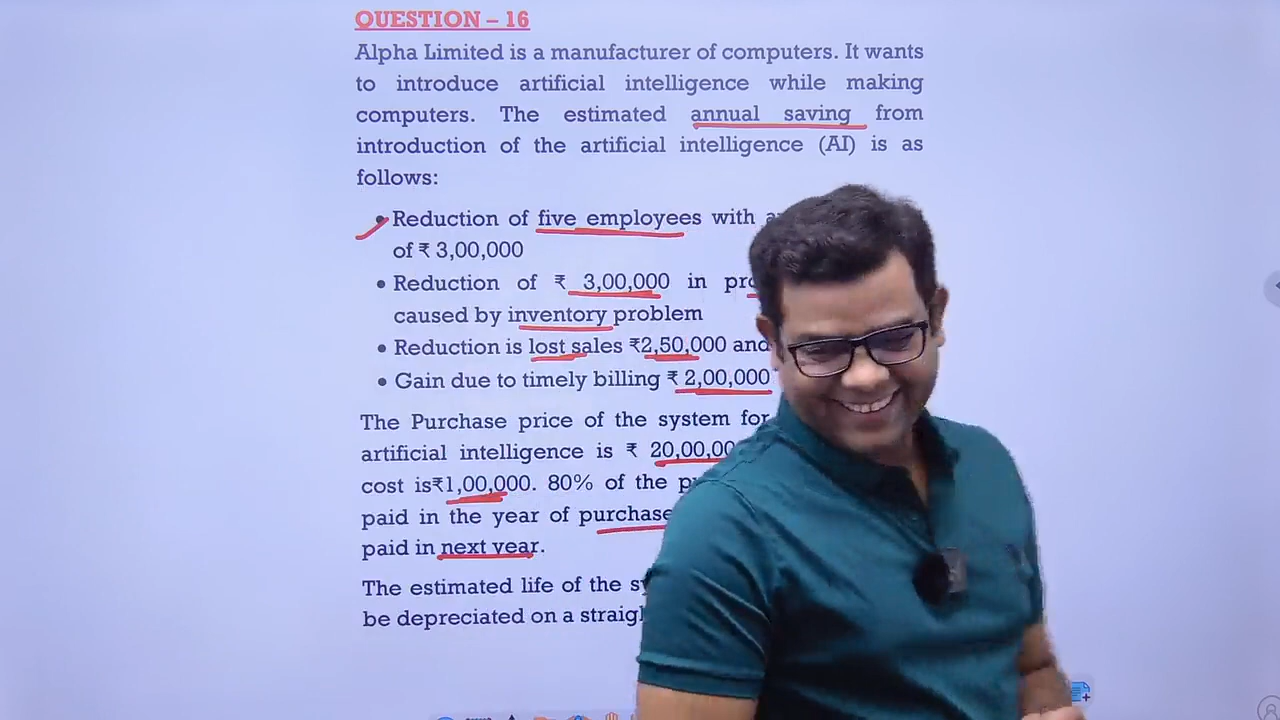 QUESTION – 16
Alpha Limited is a manufacturer of computers. It wants
to introduce artificial intelligence while making
computers. The estimated annual saving from
introduction of the artificial intelligence (AI) is as
follows:
• Reduction of five employees with
of ₹ 3,00,000
• Reduction of ₹ 3,00,000 in
caused by inventory problem
• Reduction is lost sales ₹2,50,000 and
• Gain due to timely billing ₹ 2,00,000
The Purchase price of the system for
artificial intelligence is ₹
cost is₹1,00,000. 80% of the
paid in the year of purchase
paid in next year.
The estimated life of the
be depreciated on a